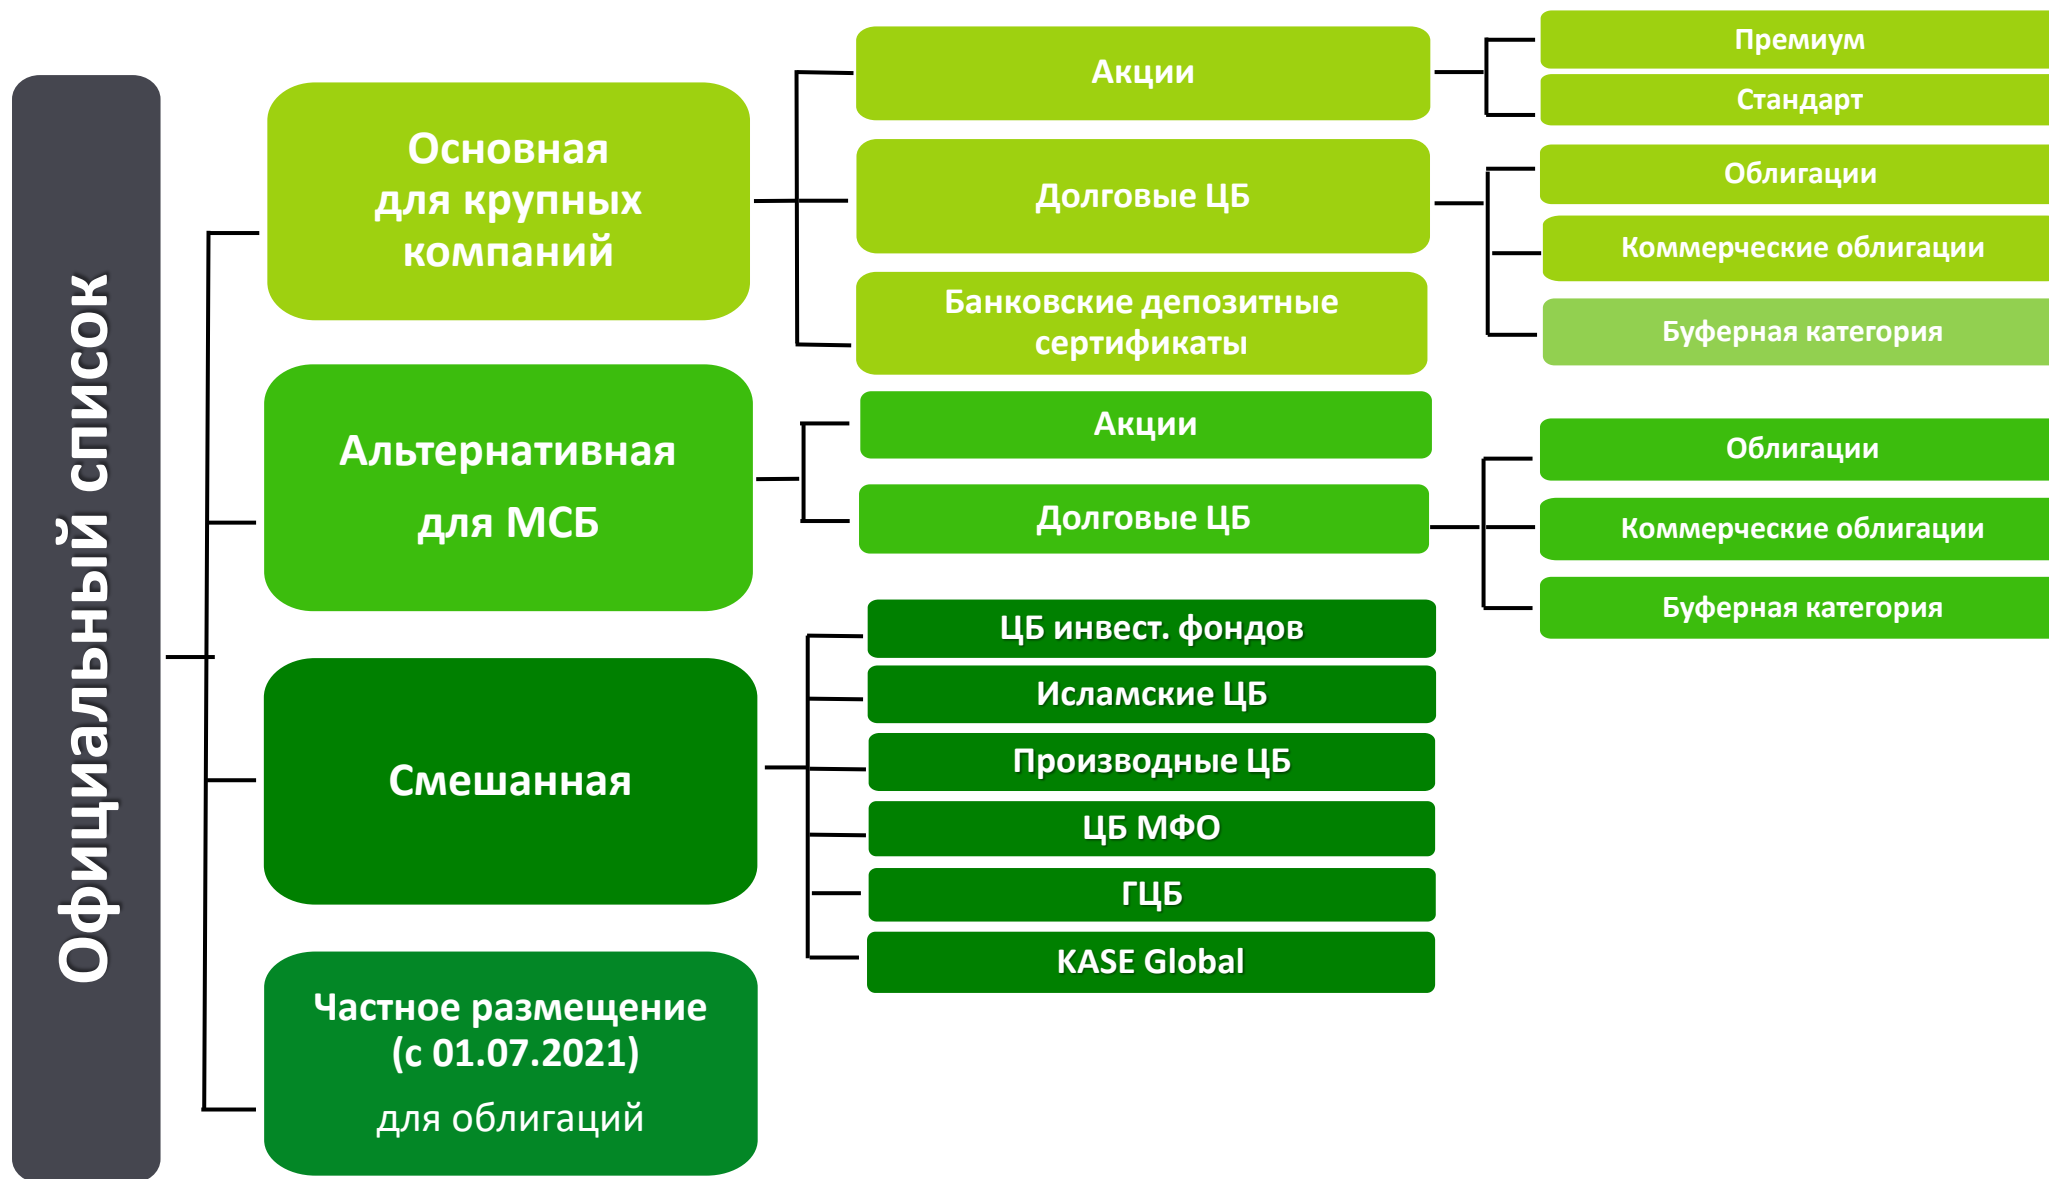 Официальный список
Основная
для крупных
компаний
Акции
Премиум
Стандарт
Долговые ЦБ
Облигации
Коммерческие облигации
Буферная категория
Банковские депозитные
сертификаты
Альтернативная
для МСБ
Акции
Долговые ЦБ
Облигации
Коммерческие облигации
Буферная категория
Смешанная
ЦБ инвест. фондов
Исламские ЦБ
Производные ЦБ
ЦБ МФО
ГЦБ
KASE Global
Частное размещение
(с 01.07.2021)
для облигаций